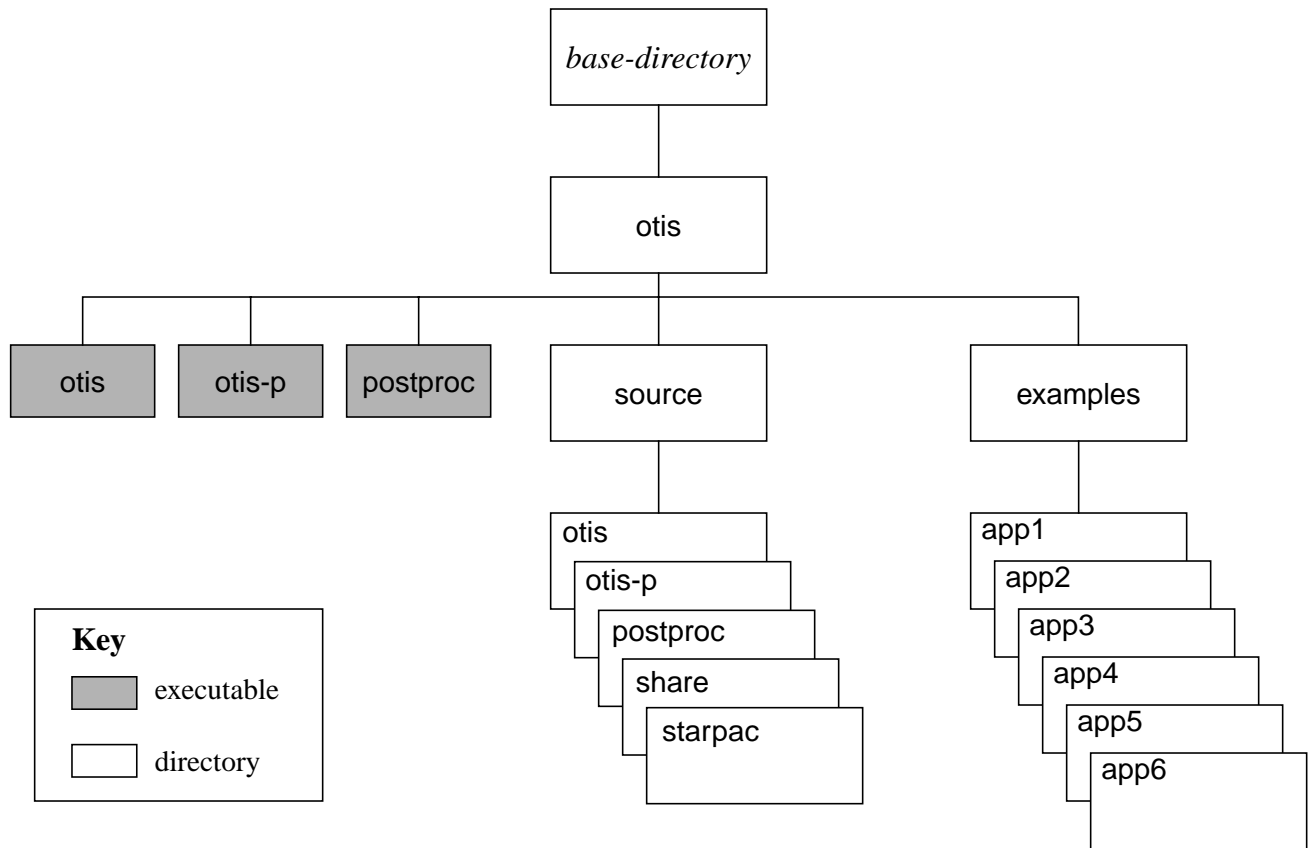 base-directory
otis
otis
otis-p
postproc
source
examples
otis
otis-p
postproc
share
starpac
app1
app2
app3
app4
app5
app6
Key
executable
directory